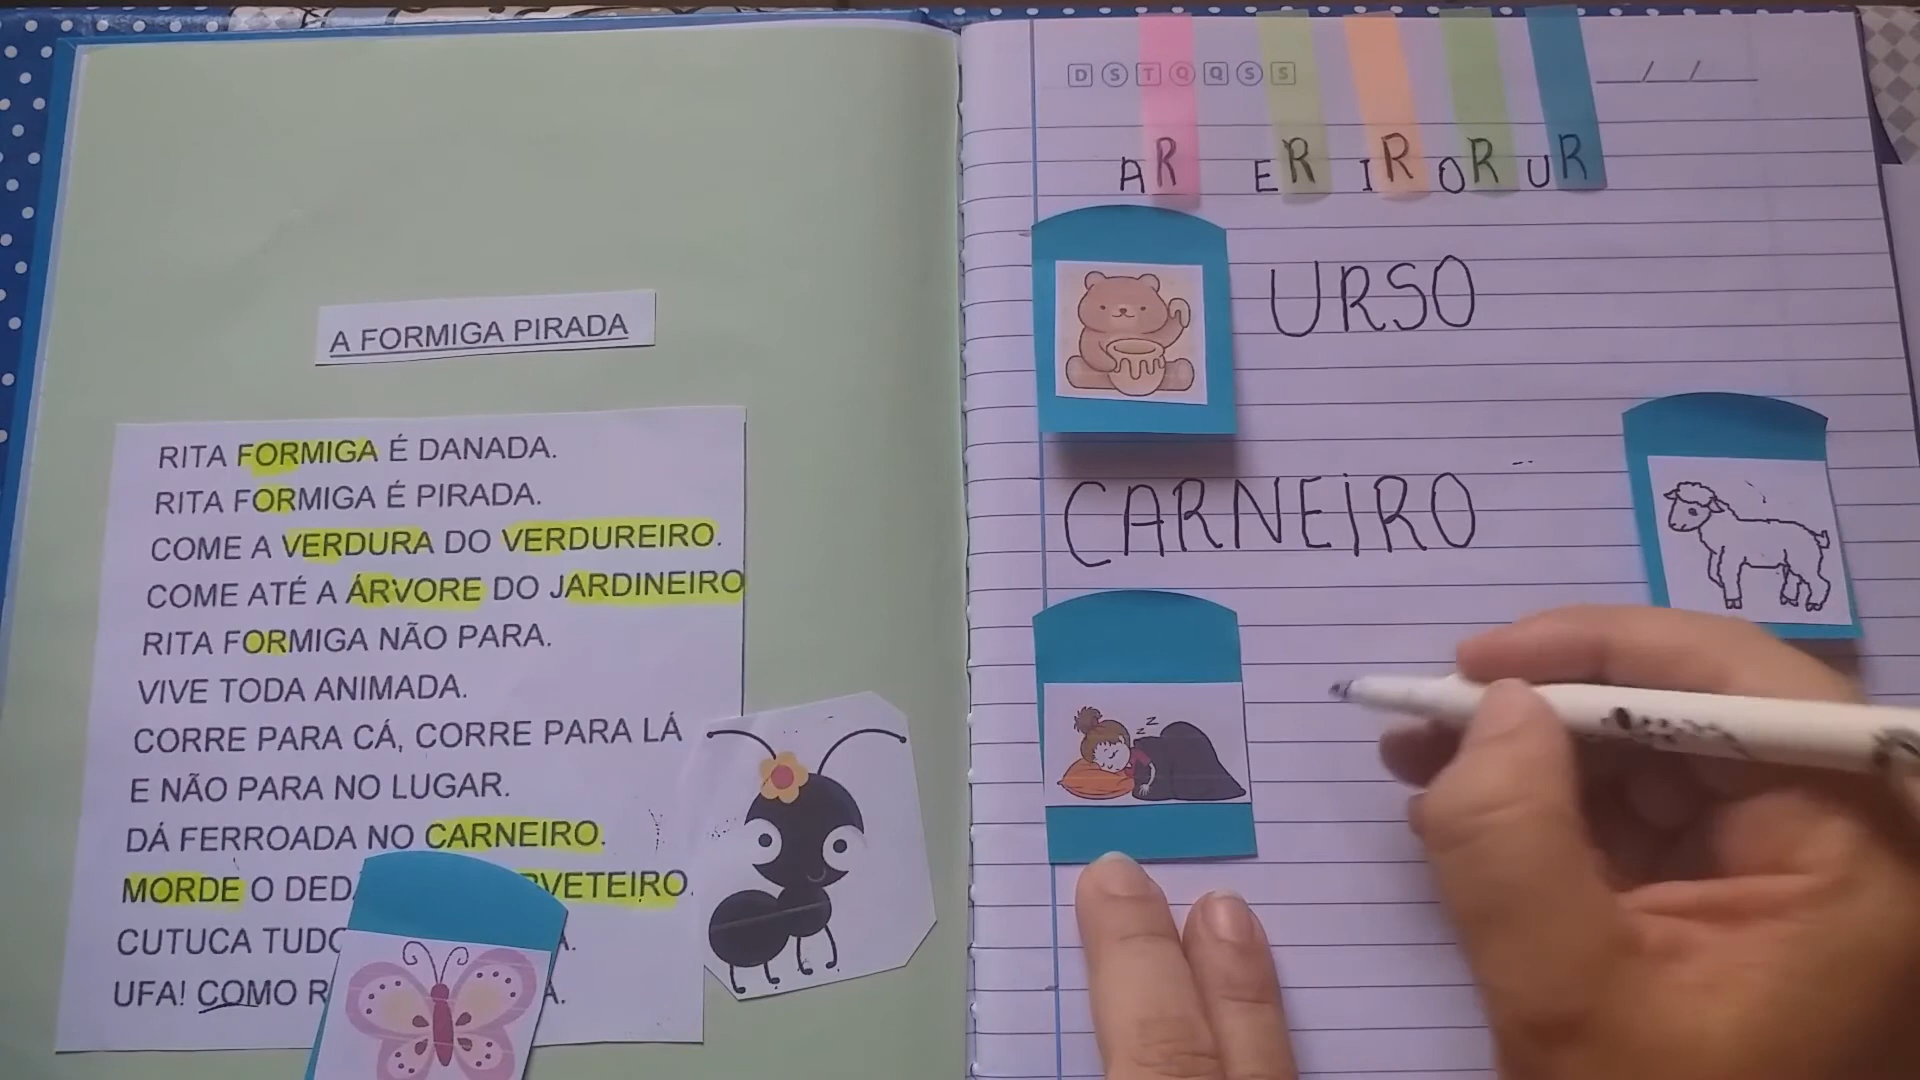 A FORMIGA PIRADA
RITA FORMIGA É DANADA.
RITA FORMIGA É PIRADA.
COME A VERDURA DO VERDUREIRO.
COME ATÉ A ÁRVORE DO JARDINEIRO
RITA FORMIGA NÃO PARA.
VIVE TODA ANIMADA.
CORRE PARA CÁ, CORRE PARA LÁ
E NÃO PARA NO LUGAR.
DÁ FERROADA NO CARNEIRO.
MORDE O
CUTUCA
UFA! COMO
D S T Q Q S S
AR ER IR OR UR
URSO
CARNEIRO
Z
Z